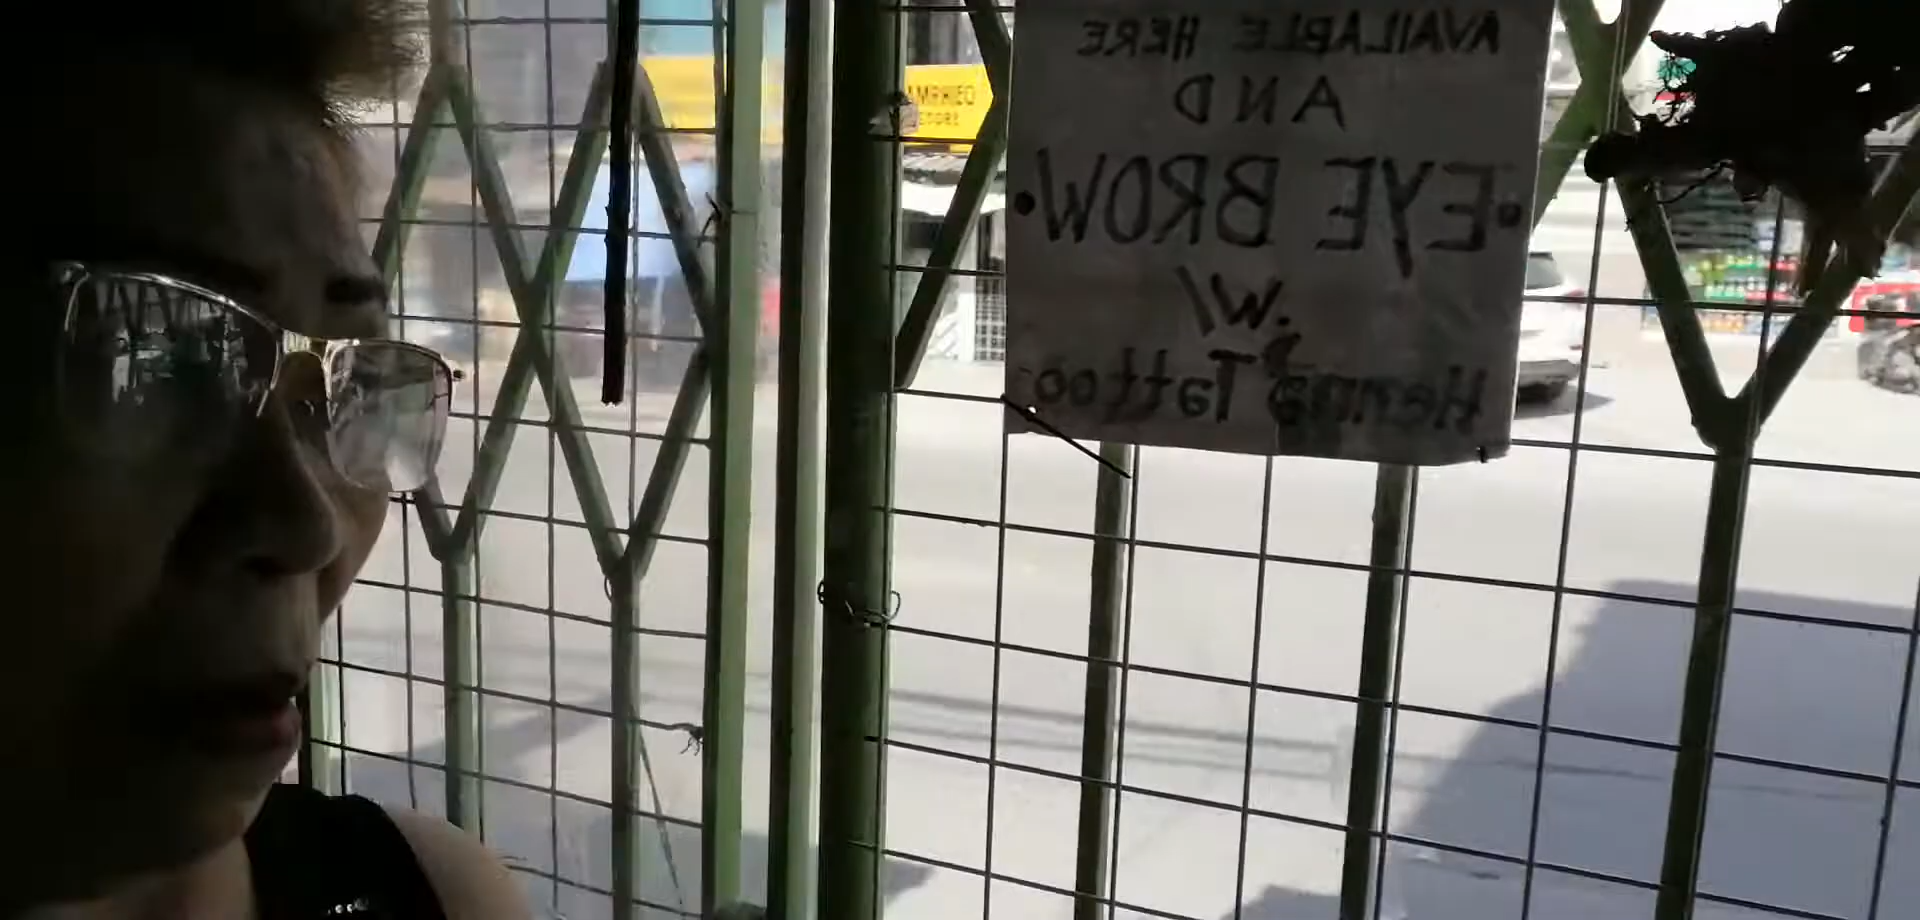 AVAILABLE HERE
AND
•EYE BROW•
W/
Henna Tattoo